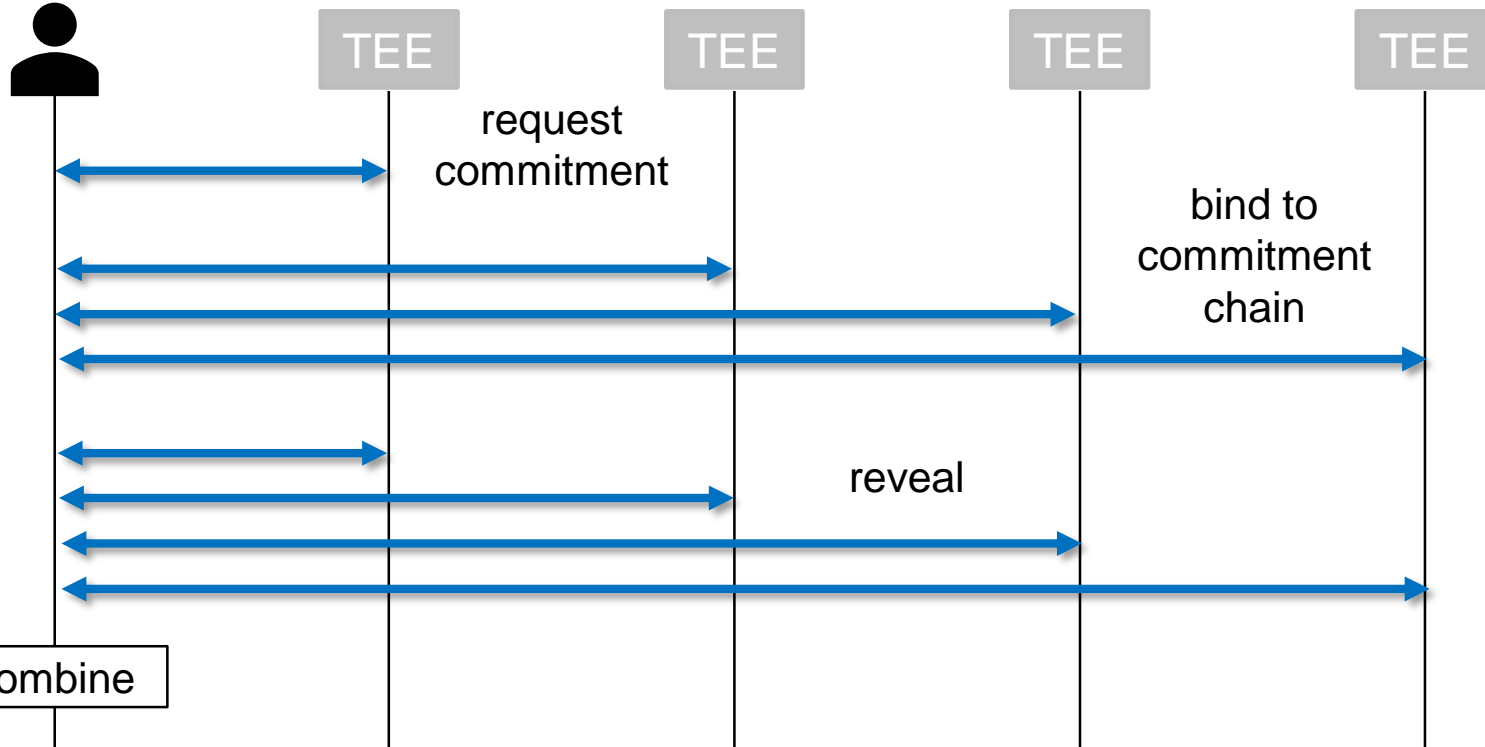 TEE
TEE
TEE
TEE
request
commitment
bind to
commitment
chain
reveal
ombine